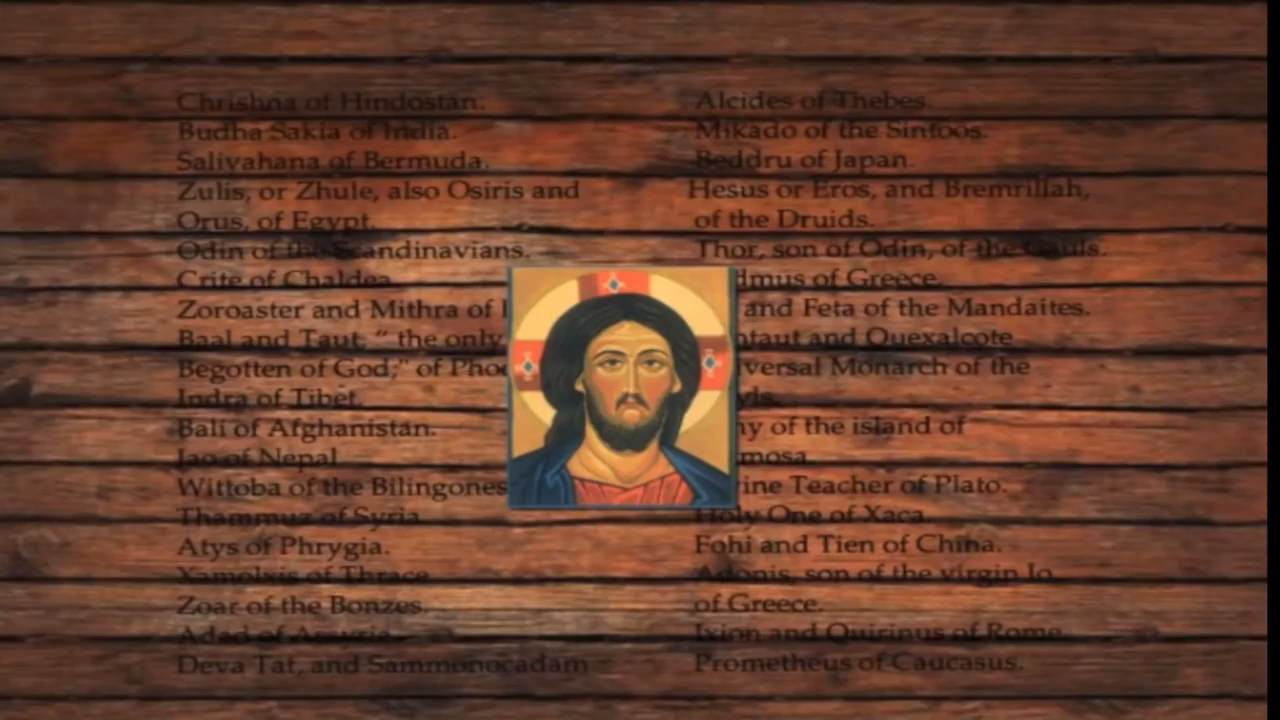 Chrishna of Hindostan.
Budha Sakia of India.
Salivahana of Bermuda.
Zulis, or Zhule, also Osiris and
Orus, of Egypt.
Odin of the Scandinavians.
Crite of Chaldea
Zoroaster and Mithra of
Baal and Taut, “ the only
Begotten of God;" of
Indra of Tibet.
Bali of Afghanistan.
Jao of Nepal
Wittoba of the Bilingones
Thammuz of Syria
Atys of Phrygia.
Xamolxis of Thrace
Zoar of the Bonzes.
Adad of Assyria
Deva Tat, and Sammonocadam
Alcides of Thebes.
Mikado of the Sintoos.
Beddru of Japan.
Hesus or Eros, and Bremrillah,
of the Druids.
Thor, son of Odin, of the Gauls.
of Greece.
and Feta of the Mandaites.
and Quexalcote
Monarch of the
of the island of
Teacher of Plato.
Holy One of Xaca.
Fohi and Tien of China.
Adonis, son of the virgin Io
of Greece.
Ixion and Quirinus of Rome
Prometheus of Caucasus.